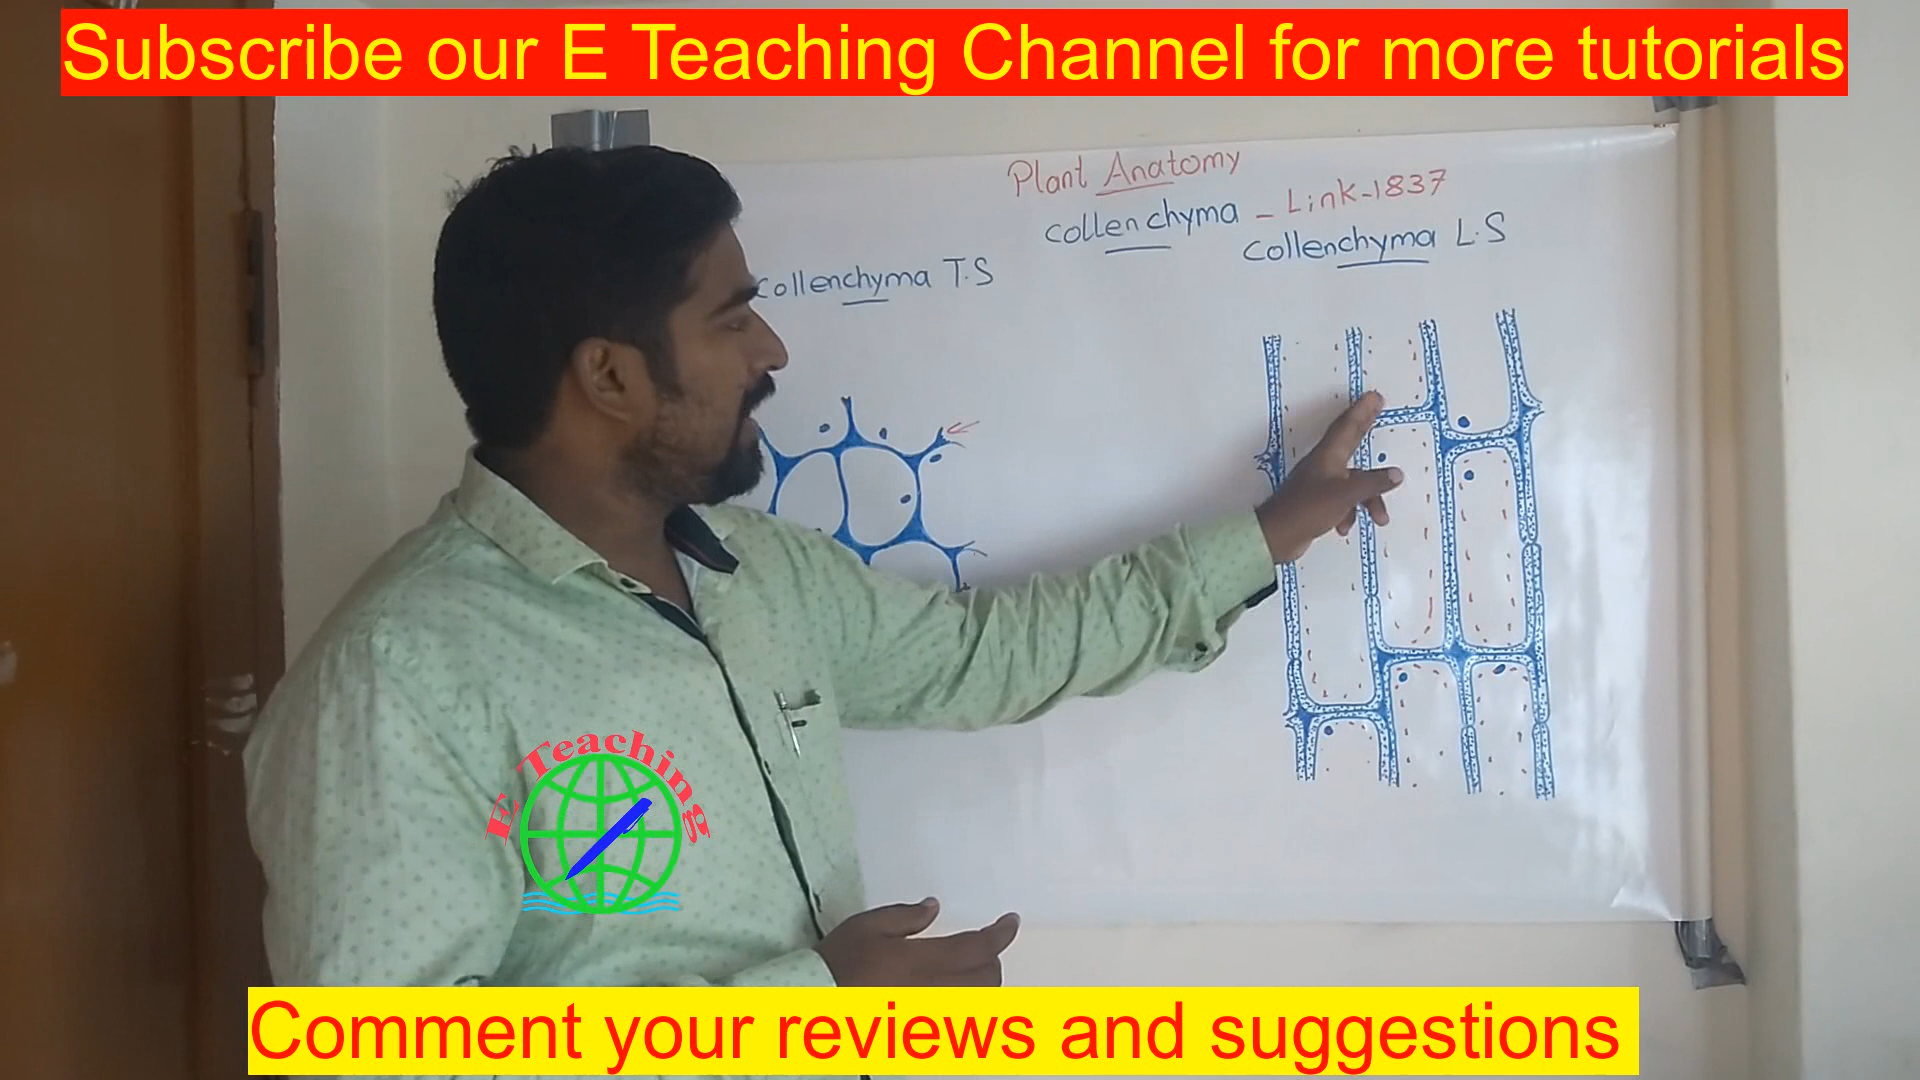 Subscribe our E Teaching Channel for more tutorials
Plant Anatomy
Collenchyma - Link-1837
Collenchyma T.S
Collenchyma L.S
E Teaching
Comment your reviews and suggestions